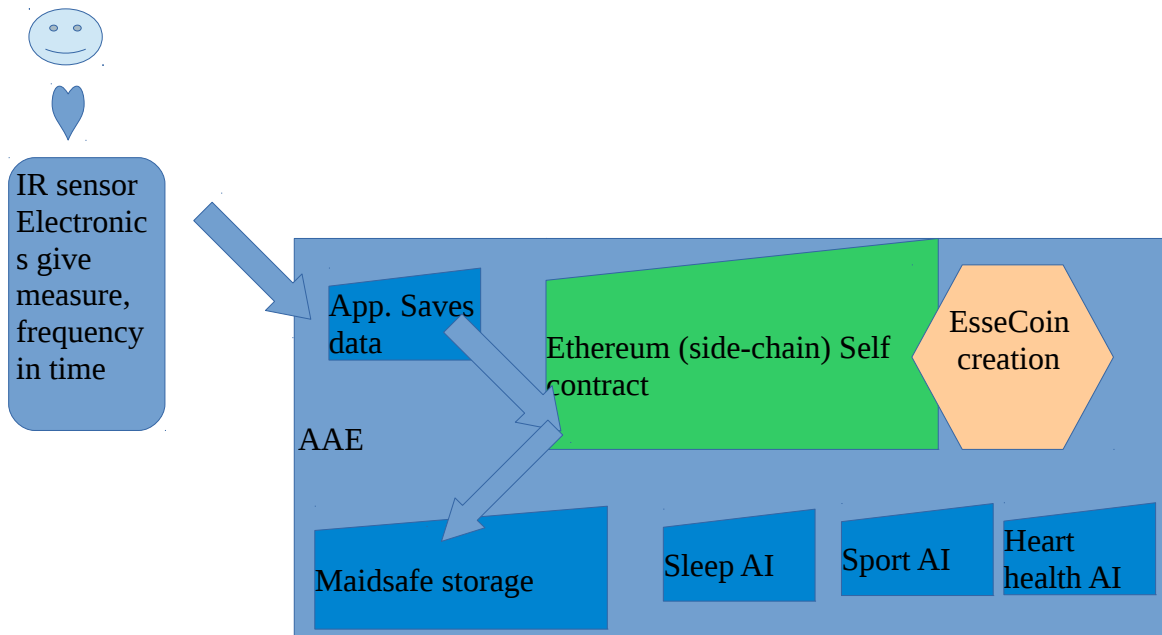 IR sensor
Electronic
s give
measure,
frequency
in time
App. Saves
data
Ethereum (side-chain) Self
contract
EsseCoin
creation
AAE
Maidsafe storage
Sleep AI
Sport AI
Heart
health AI